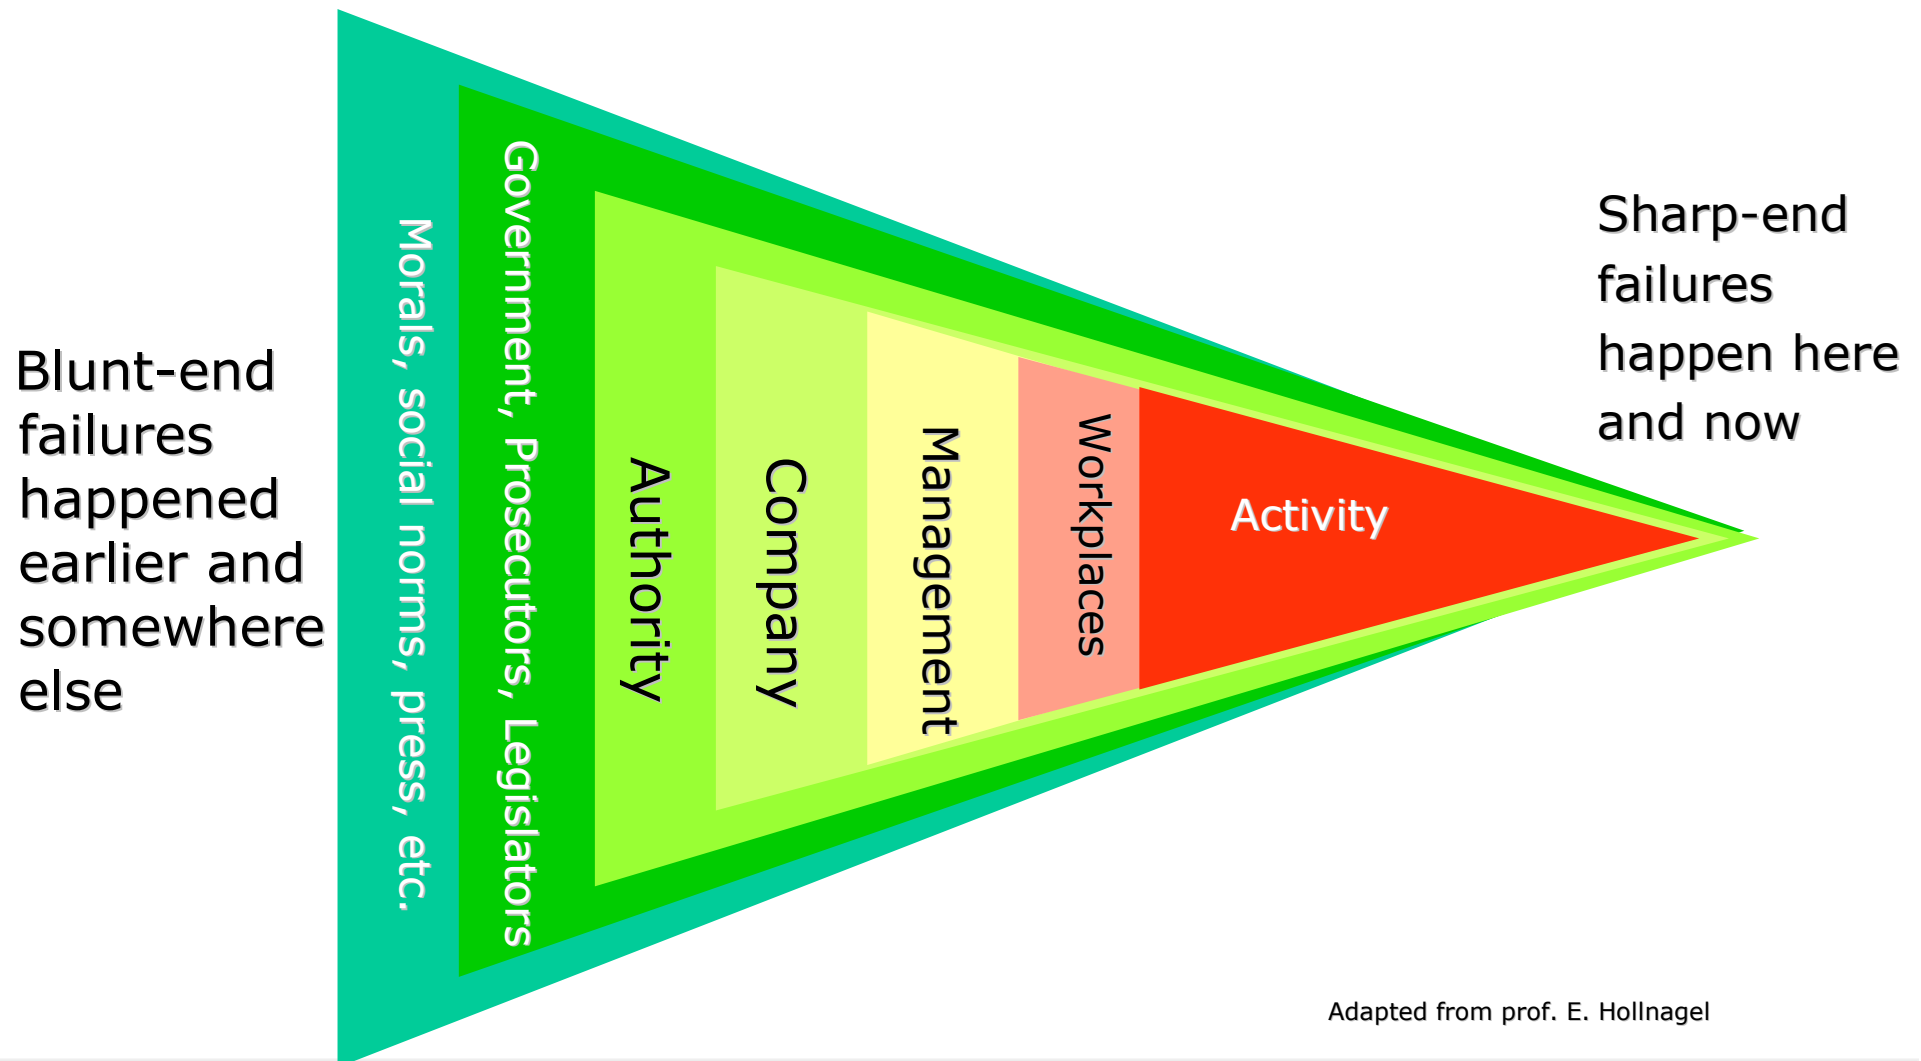 Blunt-end
failures
happened
earlier and
somewhere
else
Morals, social norms, press, etc.
Government, Prosecutors, Legislators
Authority
Company
Management
Workplaces
Activity
Sharp-end
failures
happen here
and now
Adapted from prof. E. Hollnagel